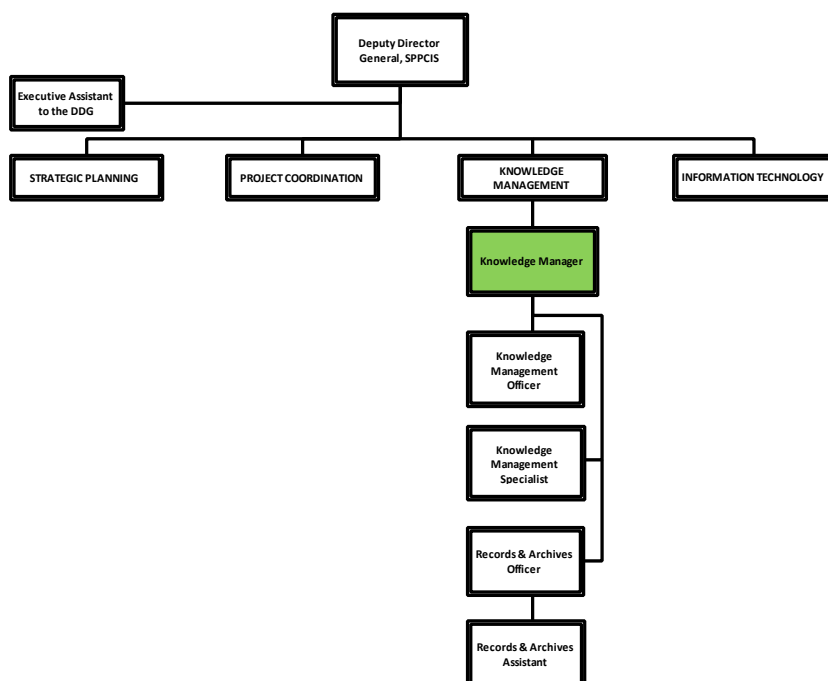 Deputy Director
General, SPPCIS
Executive Assistant
to the DDG
STRATEGIC PLANNING
PROJECT COORDINATION
KNOWLEDGE
MANAGEMENT
INFORMATION TECHNOLOGY
Knowledge Manager
Knowledge
Management
Officer
Knowledge
Management
Specialist
Records & Archives
Officer
Records & Archives
Assistant